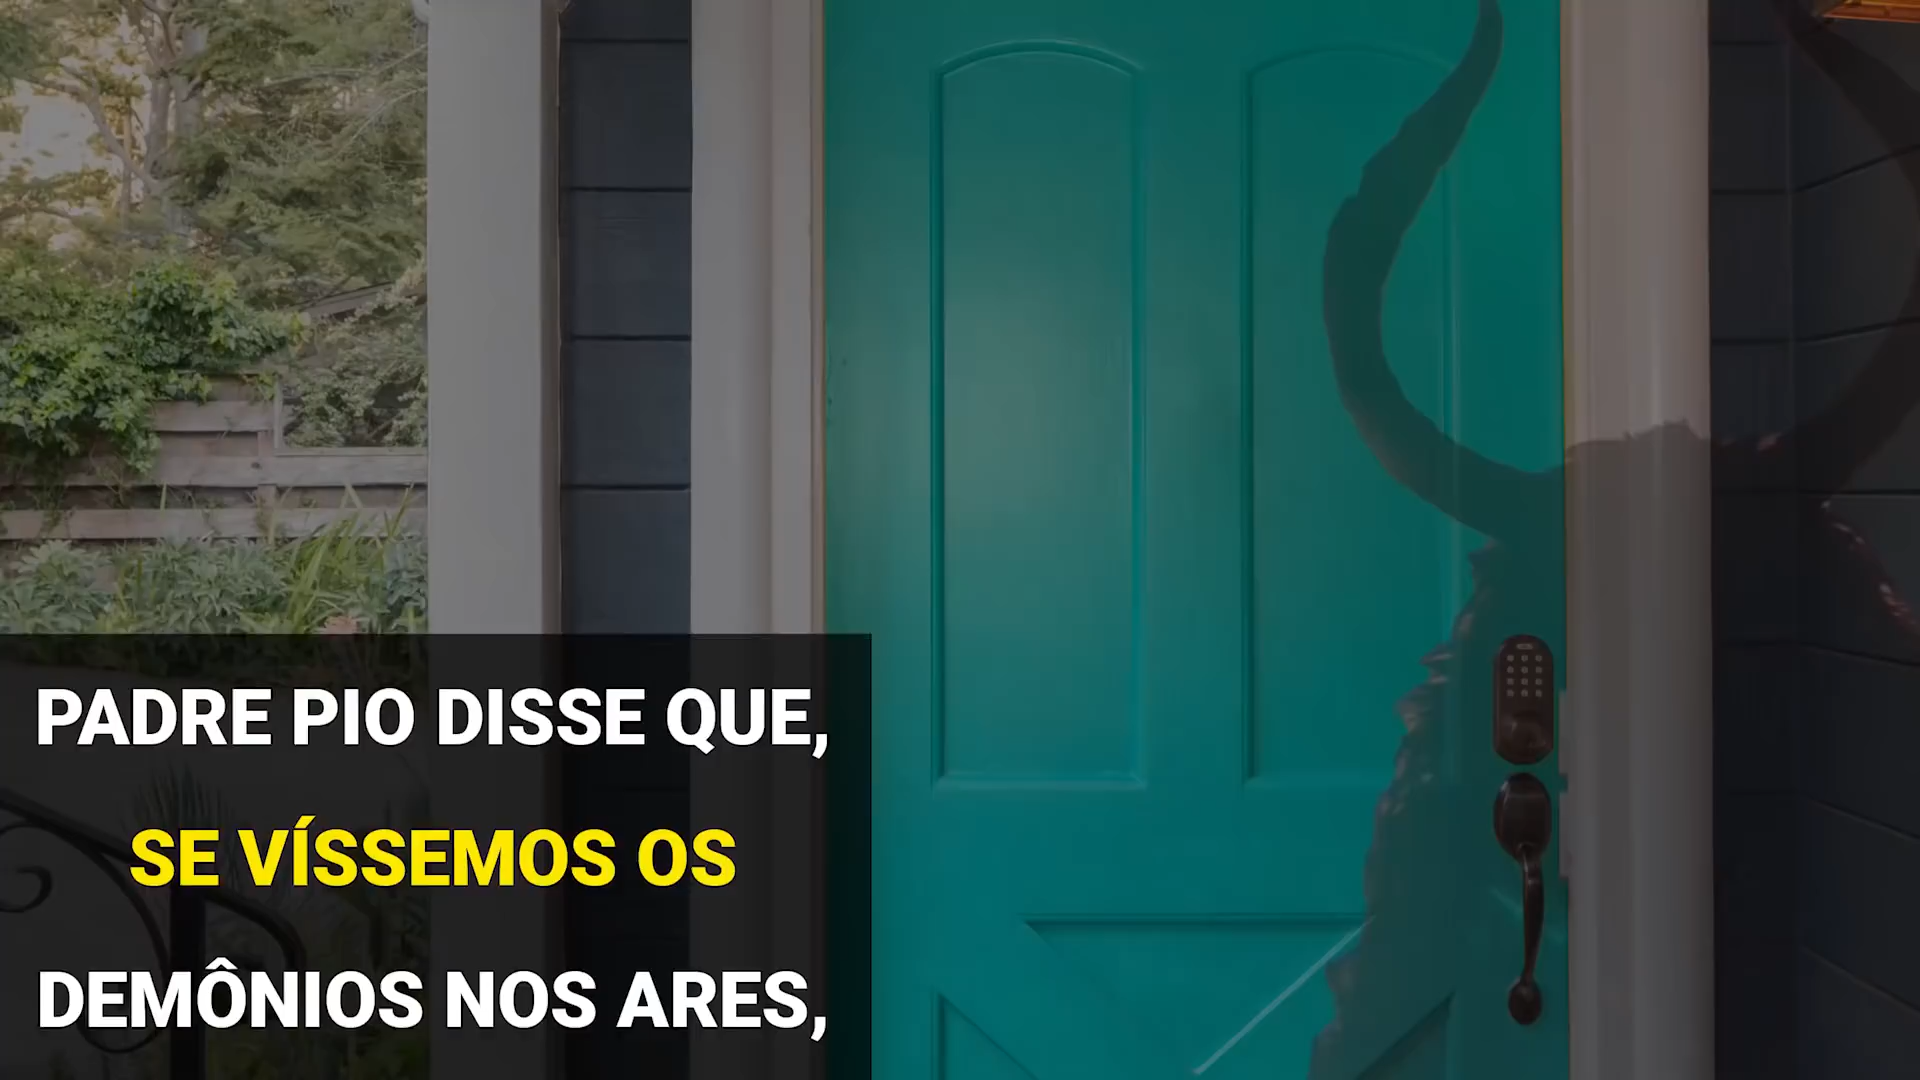 PADRE PIO DISSE QUE,
SE VÍSSEMOS OS
DEMÔNIOS NOS ARES,